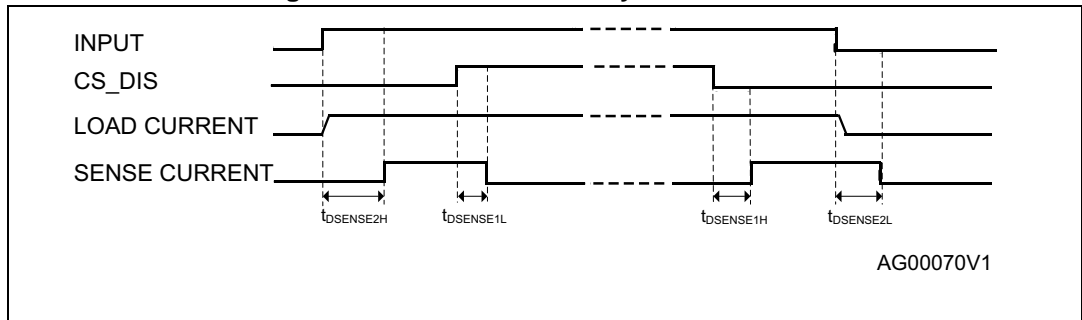 INPUT
CS_DIS
LOAD CURRENT
SENSE CURRENT
tDSENSE2H
tDSENSE1L
tDSENSE1H
tDSENSE2L
AG00070V1